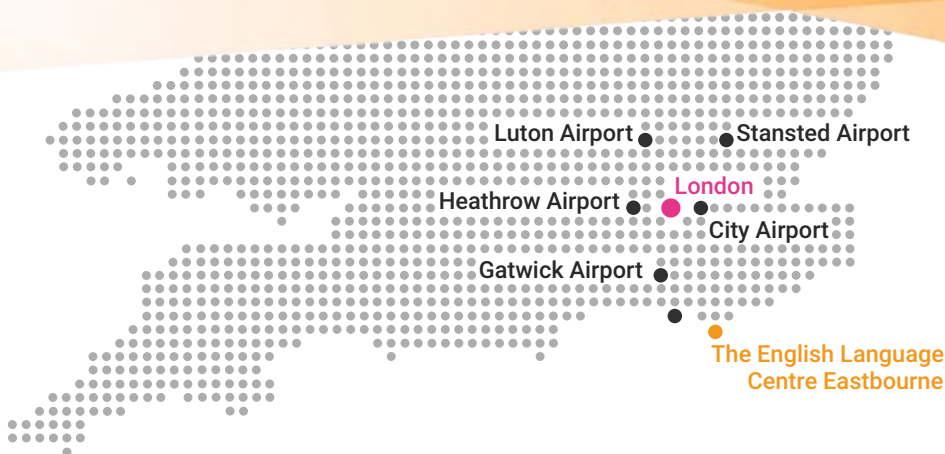 Luton Airport
Stansted Airport
London
Heathrow Airport
City Airport
Gatwick Airport
The English Language
Centre Eastbourne